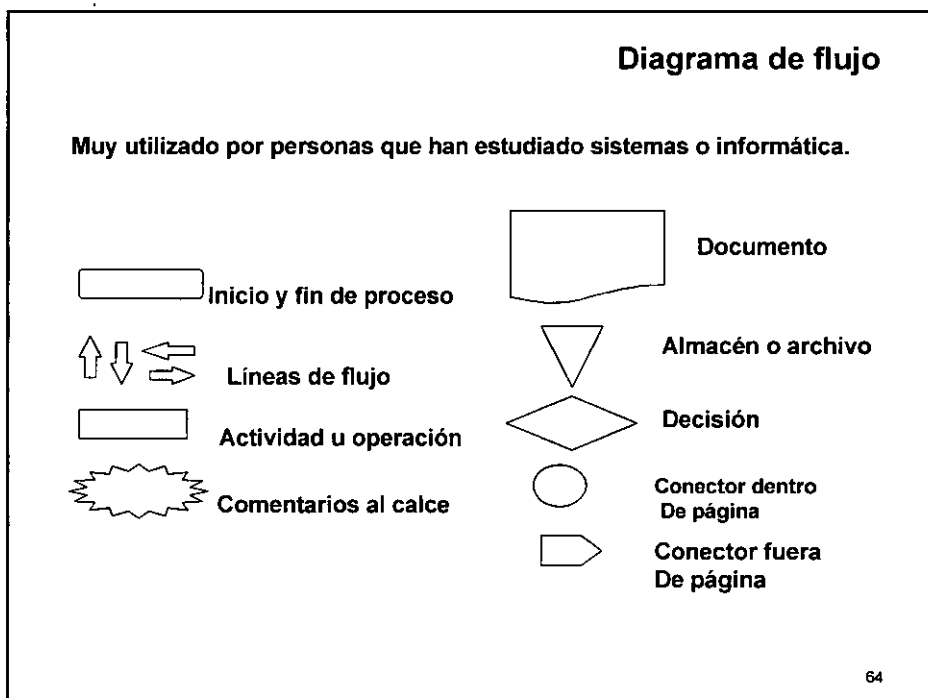 Diagrama de flujo
Muy utilizado por personas que han estudiado sistemas o informática.
Inicio y fin de proceso
Líneas de flujo
Actividad u operación
Comentarios al calce
Documento
Almacén o archivo
Decisión
Conector dentro
De página
Conector fuera
De página
64